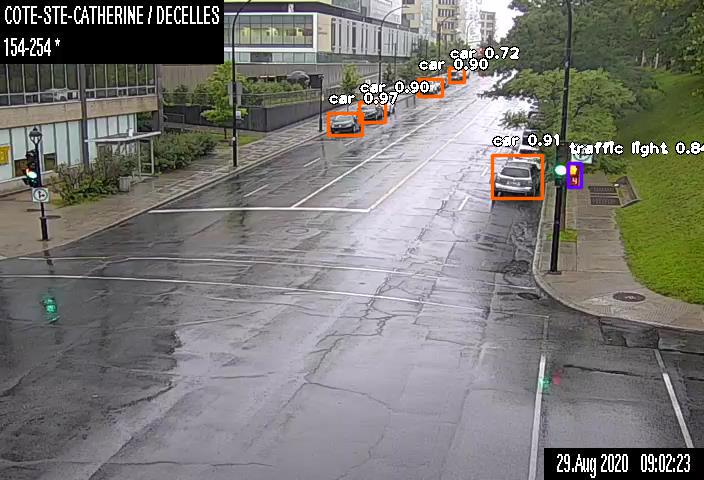 COTE-STE-CATHERINE / DECELLES
154-254 *
car 0.72
car 0.90
car 0.90
car 0.97
car 0.91
traffic light 0.84
4
29.Aug 2020 09:02:23